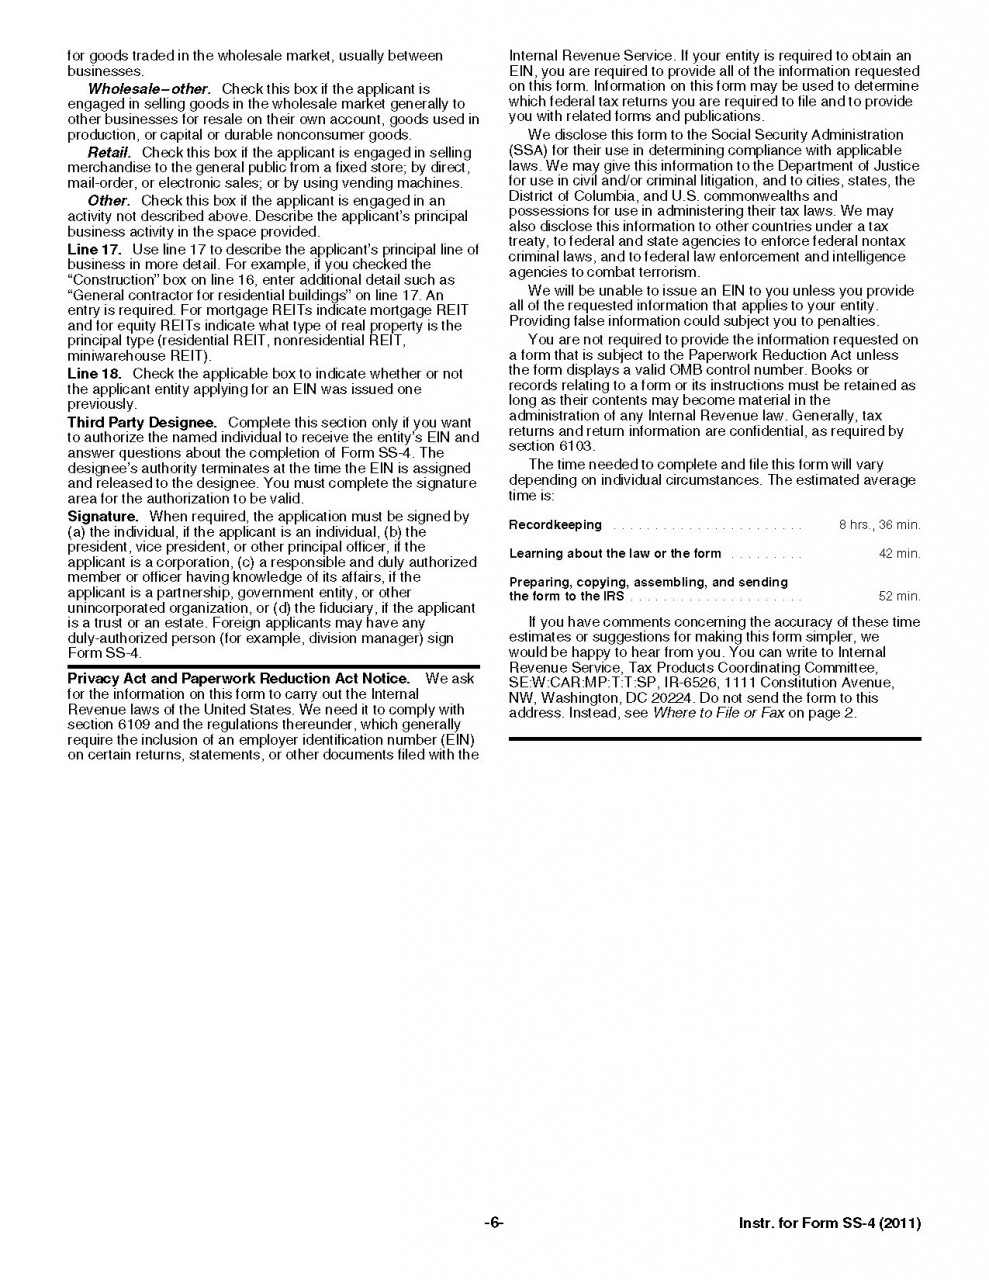 for goods traded in the wholesale market, usually between
businesses.
Wholesale–other. Check this box if the applicant is
engaged in selling goods in the wholesale market generally to
other businesses for resale on their own account, goods used in
production, or capital or durable nonconsumer goods.
Retail. Check this box if the applicant is engaged in selling
merchandise to the general public from a fixed store; by direct,
mail-order, or electronic sales; or by using vending machines.
Other. Check this box if the applicant is engaged in an
activity not described above. Describe the applicant's principal
business activity in the space provided.
Line 17. Use line 17 to describe the applicant's principal line of
business in more detail. For example, if you checked the
“Construction” box on line 16, enter additional detail such as
“General contractor for residential buildings” on line 17. An
entry is required. For mortgage REITs indicate mortgage REIT
and for equity REITs indicate what type of real property is the
principal type (residential REIT, nonresidential REIT,
miniwarehouse REIT).
Line 18. Check the applicable box to indicate whether or not
the applicant entity applying for an EIN was issued one
previously.
Third Party Designee. Complete this section only if you want
to authorize the named individual to receive the entity's EIN and
answer questions about the completion of Form SS-4. The
designee's authority terminates at the time the EIN is assigned
and released to the designee. You must complete the signature
area for the authorization to be valid.
Signature. When required, the application must be signed by
(a) the individual, if the applicant is an individual, (b) the
president, vice president, or other principal officer, if the
applicant is a corporation, (c) a responsible and duly authorized
member or officer having knowledge of its affairs, if the
applicant is a partnership, government entity, or other
unincorporated organization, or (d) the fiduciary, if the applicant
is a trust or an estate. Foreign applicants may have any
duly-authorized person (for example, division manager) sign
Form SS-4.
Privacy Act and Paperwork Reduction Act Notice. We ask
for the information on this form to carry out the Internal
Revenue laws of the United States. We need it to comply with
section 6109 and the regulations thereunder, which generally
require the inclusion of an employer identification number (EIN)
on certain returns, statements, or other documents filed with the
Internal Revenue Service. If your entity is required to obtain an
EIN, you are required to provide all of the information requested
on this form. Information on this form may be used to determine
which federal tax returns you are required to file and to provide
you with related forms and publications.
We disclose this form to the Social Security Administration
(SSA) for their use in determining compliance with applicable
laws. We may give this information to the Department of Justice
for use in civil and/or criminal litigation, and to cities, states, the
District of Columbia, and U.S. commonwealths and
possessions for use in administering their tax laws. We may
also disclose this information to other countries under a tax
treaty, to federal and state agencies to enforce federal nontax
criminal laws, and to federal law enforcement and intelligence
agencies to combat terrorism.
We will be unable to issue an EIN to you unless you provide
all of the requested information that applies to your entity.
Providing false information could subject you to penalties.
You are not required to provide the information requested on
a form that is subject to the Paperwork Reduction Act unless
the form displays a valid OMB control number. Books or
records relating to a form or its instructions must be retained as
long as their contents may become material in the
administration of any Internal Revenue law. Generally, tax
returns and return information are confidential, as required by
section 6103.
The time needed to complete and file this form will vary
depending on individual circumstances. The estimated average
time is:
Recordkeeping . . . . . . . . . . . . . . . . . . . . . . . 8 hrs., 36 min.
Learning about the law or the form . . . . . . . . . 42 min.
Preparing, copying, assembling, and sending
the form to the IRS . . . . . . . . . . . . . . . . . . . . . 52 min.
If you have comments concerning the accuracy of these time
estimates or suggestions for making this form simpler, we
would be happy to hear from you. You can write to Internal
Revenue Service, Tax Products Coordinating Committee,
SE:W:CAR:MP:T:T:SP, IR-6526, 1111 Constitution Avenue,
NW, Washington, DC 20224. Do not send the form to this
address. Instead, see Where to File or Fax on page 2.
-6-
Instr. for Form SS-4 (2011)